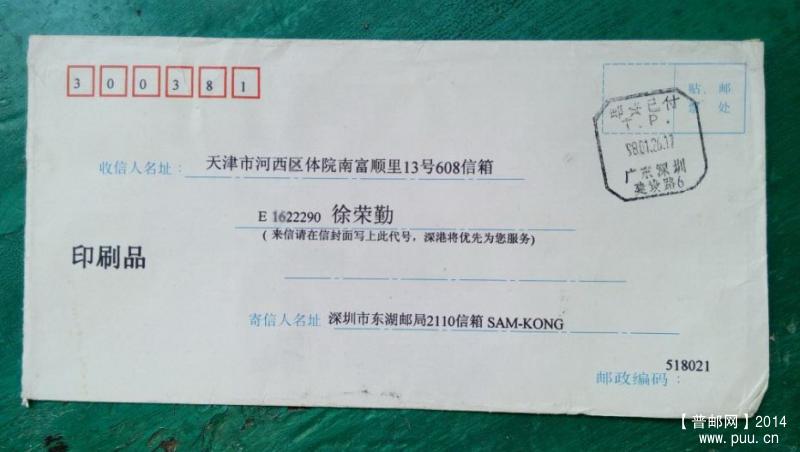 300381
贴 邮
票 处
邮资已付
T.P.
98.01.26.17
广东深圳
建设路6
收信人名址: 天津市河西区体院南富顺里13号608信箱
E 1622290 徐荣勤
( 来信请在信封面写上此代号,深港将优先为您服务)
印刷品
寄信人名址 深圳市东湖邮局2110信箱 SAM-KONG
518021
邮政编码:
【普邮网】2014
www.puu.cn